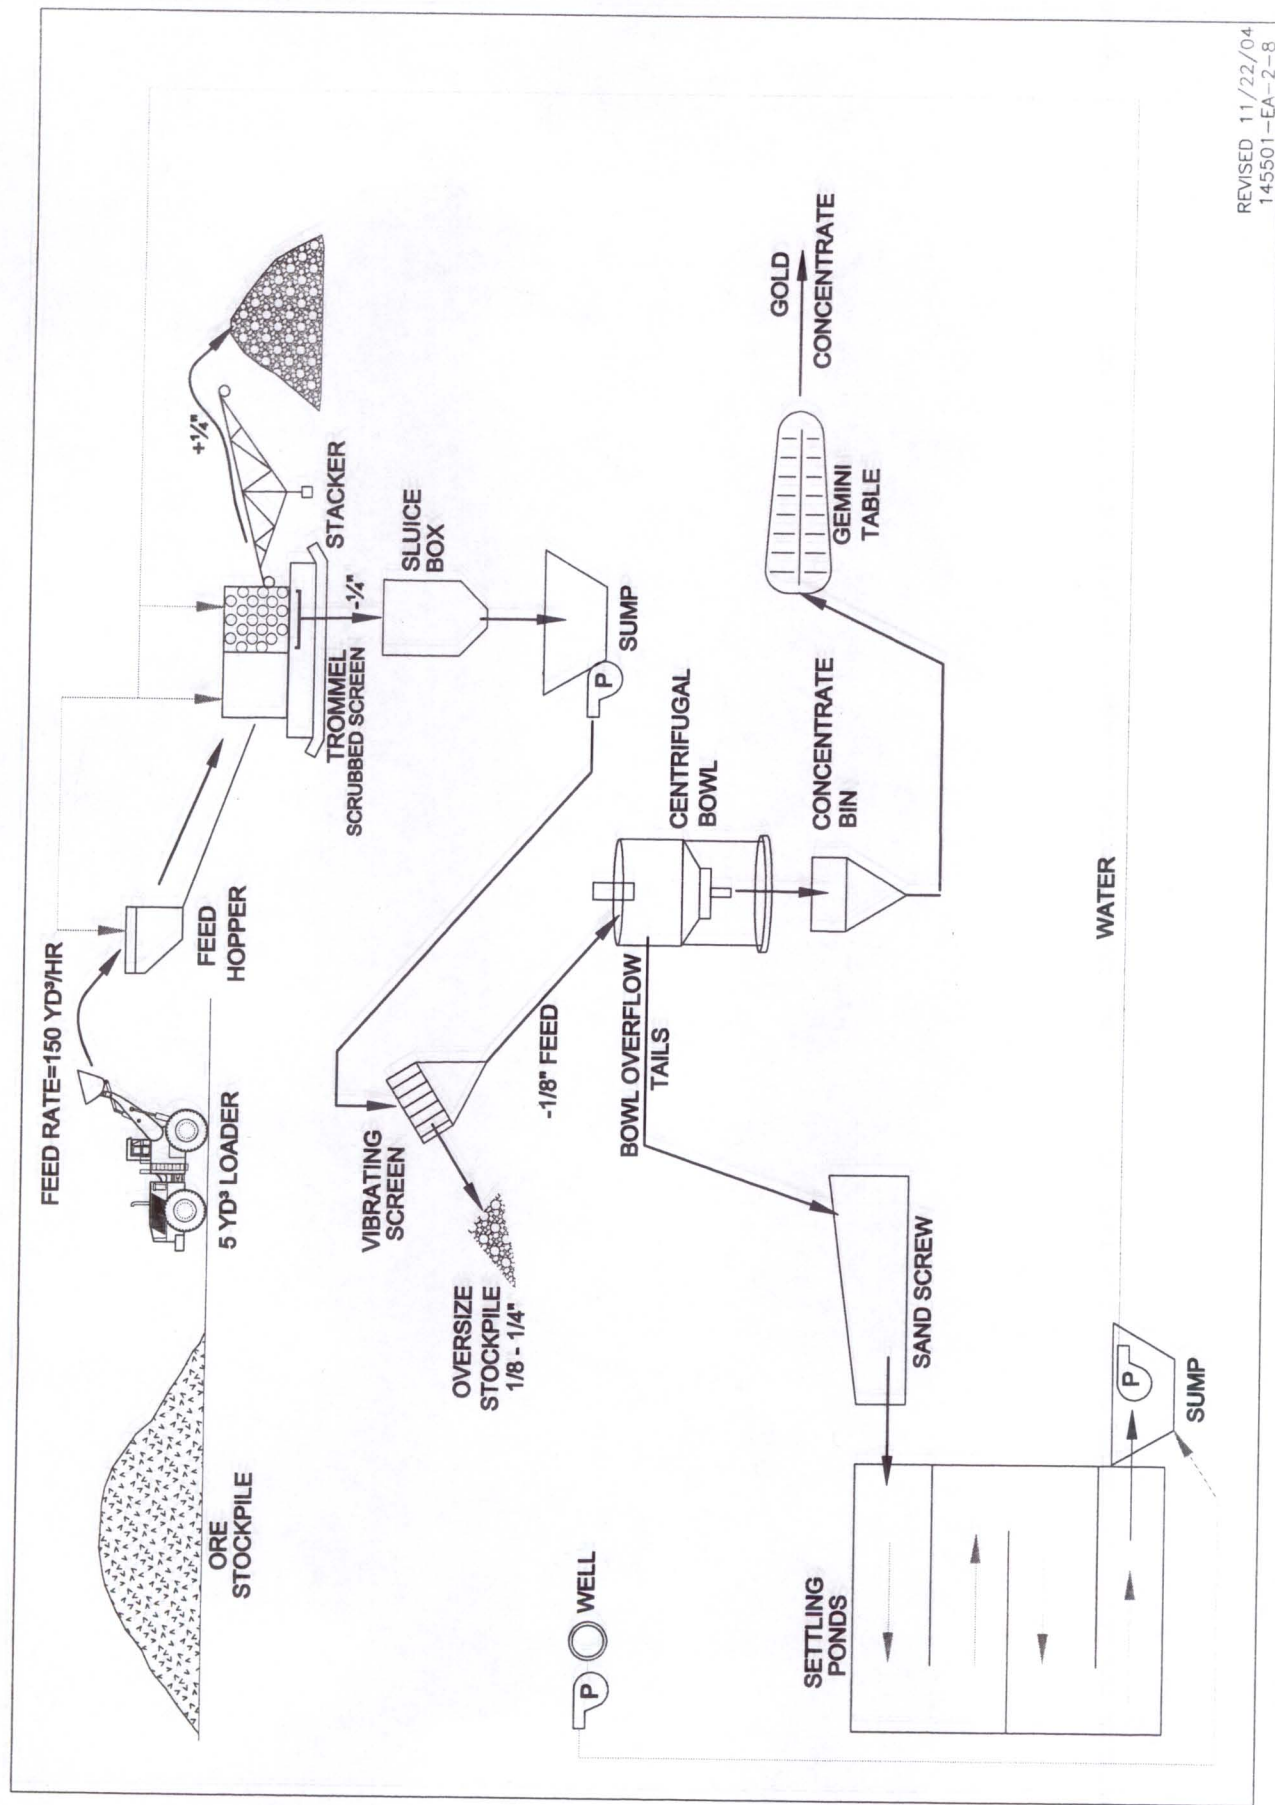 FEED RATE=150 YD³/HR
5 YD³ LOADER
ORE
STOCKPILE
FEED
HOPPER
TROMMEL
SCRUBBED SCREEN
+¼"
-¼"
STACKER
SLUICE
BOX
P
SUMP
VIBRATING
SCREEN
OVERSIZE
STOCKPILE
1/8 - 1/4"
-1/8" FEED
CENTRIFUGAL
BOWL
BOWL OVERFLOW
TAILS
CONCENTRATE
BIN
GEMINI
TABLE
GOLD
CONCENTRATE
P
WELL
SETTLING
PONDS
SAND SCREW
P
SUMP
WATER
REVISED 11/22/04
145501-EA-2-8